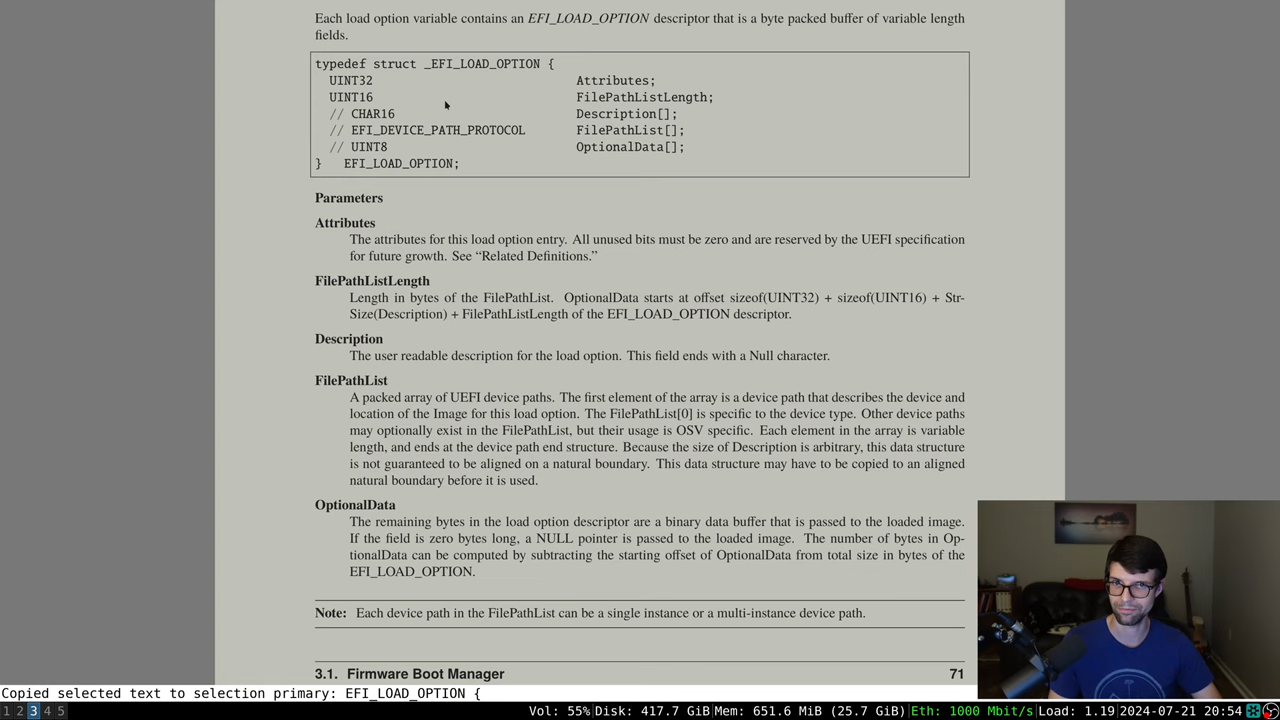 Each load option variable contains an EFI_LOAD_OPTION descriptor that is a byte packed buffer of variable length
fields.
typedef struct _EFI_LOAD_OPTION {
UINT32 Attributes;
UINT16 FilePathListLength;
// CHAR16 Description[];
// EFI_DEVICE_PATH_PROTOCOL FilePathList[];
// UINT8 OptionalData[];
} EFI_LOAD_OPTION;
Parameters
Attributes
The attributes for this load option entry. All unused bits must be zero and are reserved by the UEFI specification
for future growth. See “Related Definitions.”
FilePathListLength
Length in bytes of the FilePathList. OptionalData starts at offset sizeof(UINT32) + sizeof(UINT16) + Str-
Size(Description) + FilePathListLength of the EFI_LOAD_OPTION descriptor.
Description
The user readable description for the load option. This field ends with a Null character.
FilePathList
A packed array of UEFI device paths. The first element of the array is a device path that describes the device and
location of the Image for this load option. The FilePathList[0] is specific to the device type. Other device paths
may optionally exist in the FilePathList, but their usage is OSV specific. Each element in the array is variable
length, and ends at the device path end structure. Because the size of Description is arbitrary, this data structure
is not guaranteed to be aligned on a natural boundary. This data structure may have to be copied to an aligned
natural boundary before it is used.
OptionalData
The remaining bytes in the load option descriptor are a binary data buffer that is passed to the loaded image.
If the field is zero bytes long, a NULL pointer is passed to the loaded image. The number of bytes in Op-
tionalData can be computed by subtracting the starting offset of OptionalData from total size in bytes of the
EFI_LOAD_OPTION.
Note: Each device path in the FilePathList can be a single instance or a multi-instance device path.
3.1. Firmware Boot Manager 71
Copied selected text to selection primary: EFI_LOAD_OPTION {
1 2 3 4 5 Vol: 55%|Disk: 417.7 GiB|Mem: 651.6 MiB (25.7 GiB)|Eth: 1000 Mbit/s|Load: 1.19|2024-07-21 20:54